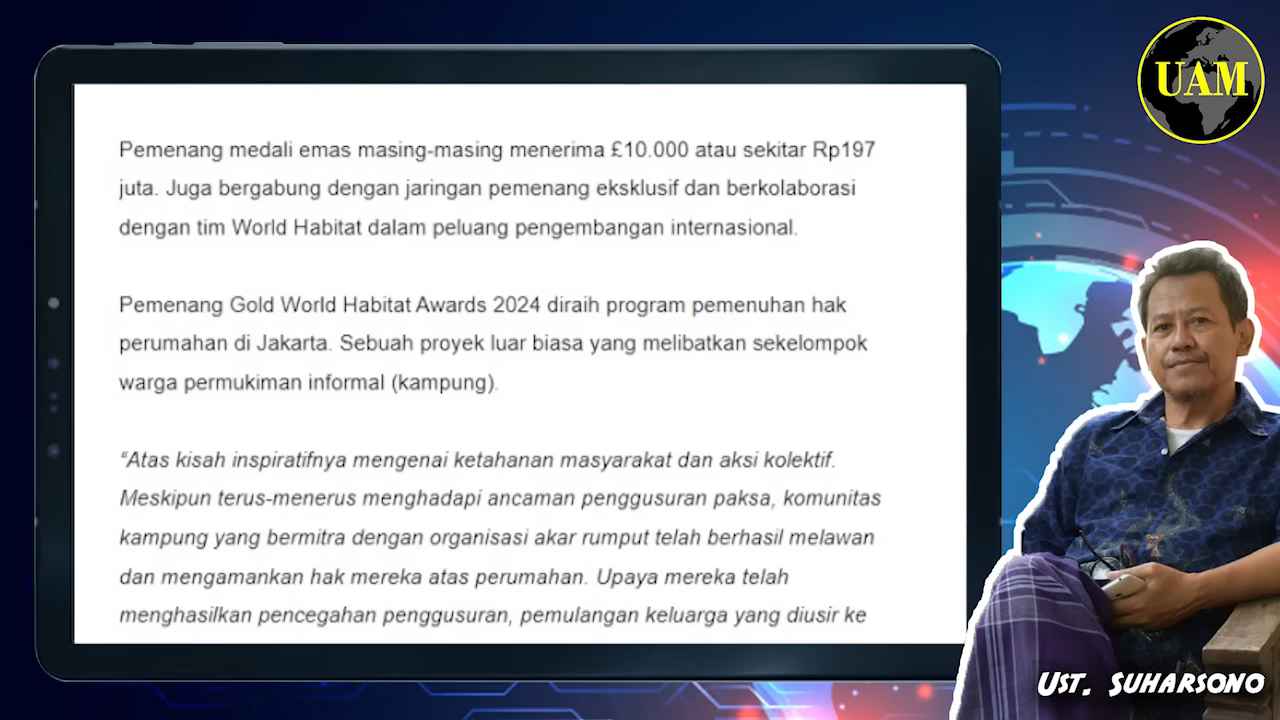 Pemenang medali emas masing-masing menerima £10.000 atau sekitar Rp197
juta. Juga bergabung dengan jaringan pemenang eksklusif dan berkolaborasi
dengan tim World Habitat dalam peluang pengembangan internasional.
Pemenang Gold World Habitat Awards 2024 diraih program pemenuhan hak
perumahan di Jakarta. Sebuah proyek luar biasa yang melibatkan sekelompok
warga permukiman informal (kampung).
“Atas kisah inspiratifnya mengenai ketahanan masyarakat dan aksi kolektif.
Meskipun terus-menerus menghadapi ancaman penggusuran paksa, komunitas
kampung yang bermitra dengan organisasi akar rumput telah berhasil melawan
dan mengamankan hak mereka atas perumahan. Upaya mereka telah
menghasilkan pencegahan penggusuran, pemulangan keluarga yang diusir ke
UAM
UST. SUHARSONO